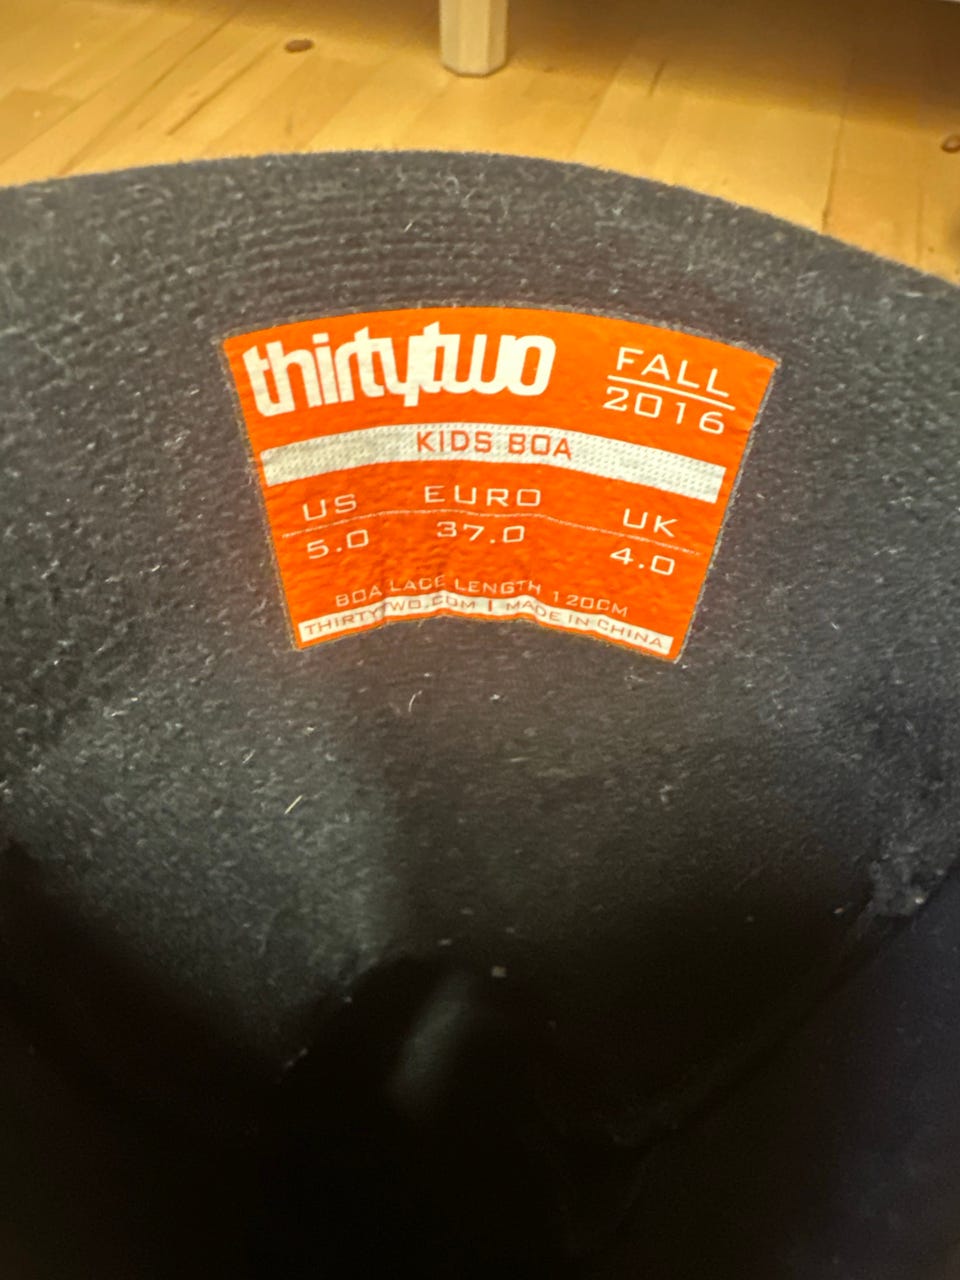 thirtytwo
FALL
2016
KIDS BOA
US EURO UK
5.0 37.0 4.0
BOA LACE LENGTH 120CM
THIRTYTWO.COM | MADE IN CHINA